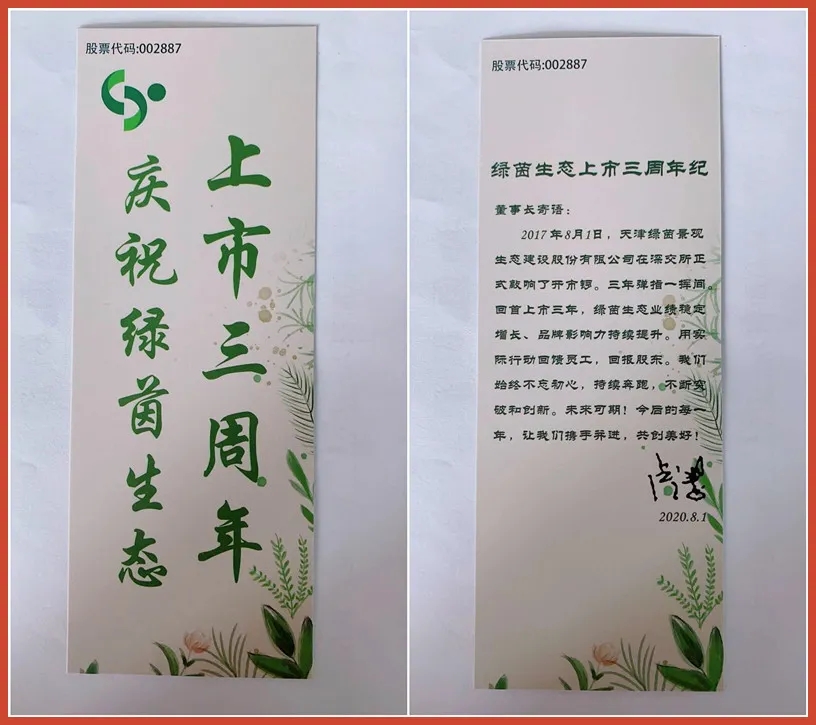 股票代码:002887
庆祝绿茵生态
上市三周年
股票代码:002887
绿茵生态上市三周年纪
董事长寄语：
2017年8月1日，天津绿茵景观
生态建设股份有限公司在深交所正
式敲响了开市锣。三年弹指一挥间。
回首上市三年，绿茵生态业绩稳定
增长、品牌影响力持续提升。用实
际行动回馈员工，回报股东。我们
始终不忘初心，持续奔跑，不断突
破和创新。未来可期！今后的每一
年，让我们携手并进，共创美好！
2020.8.1